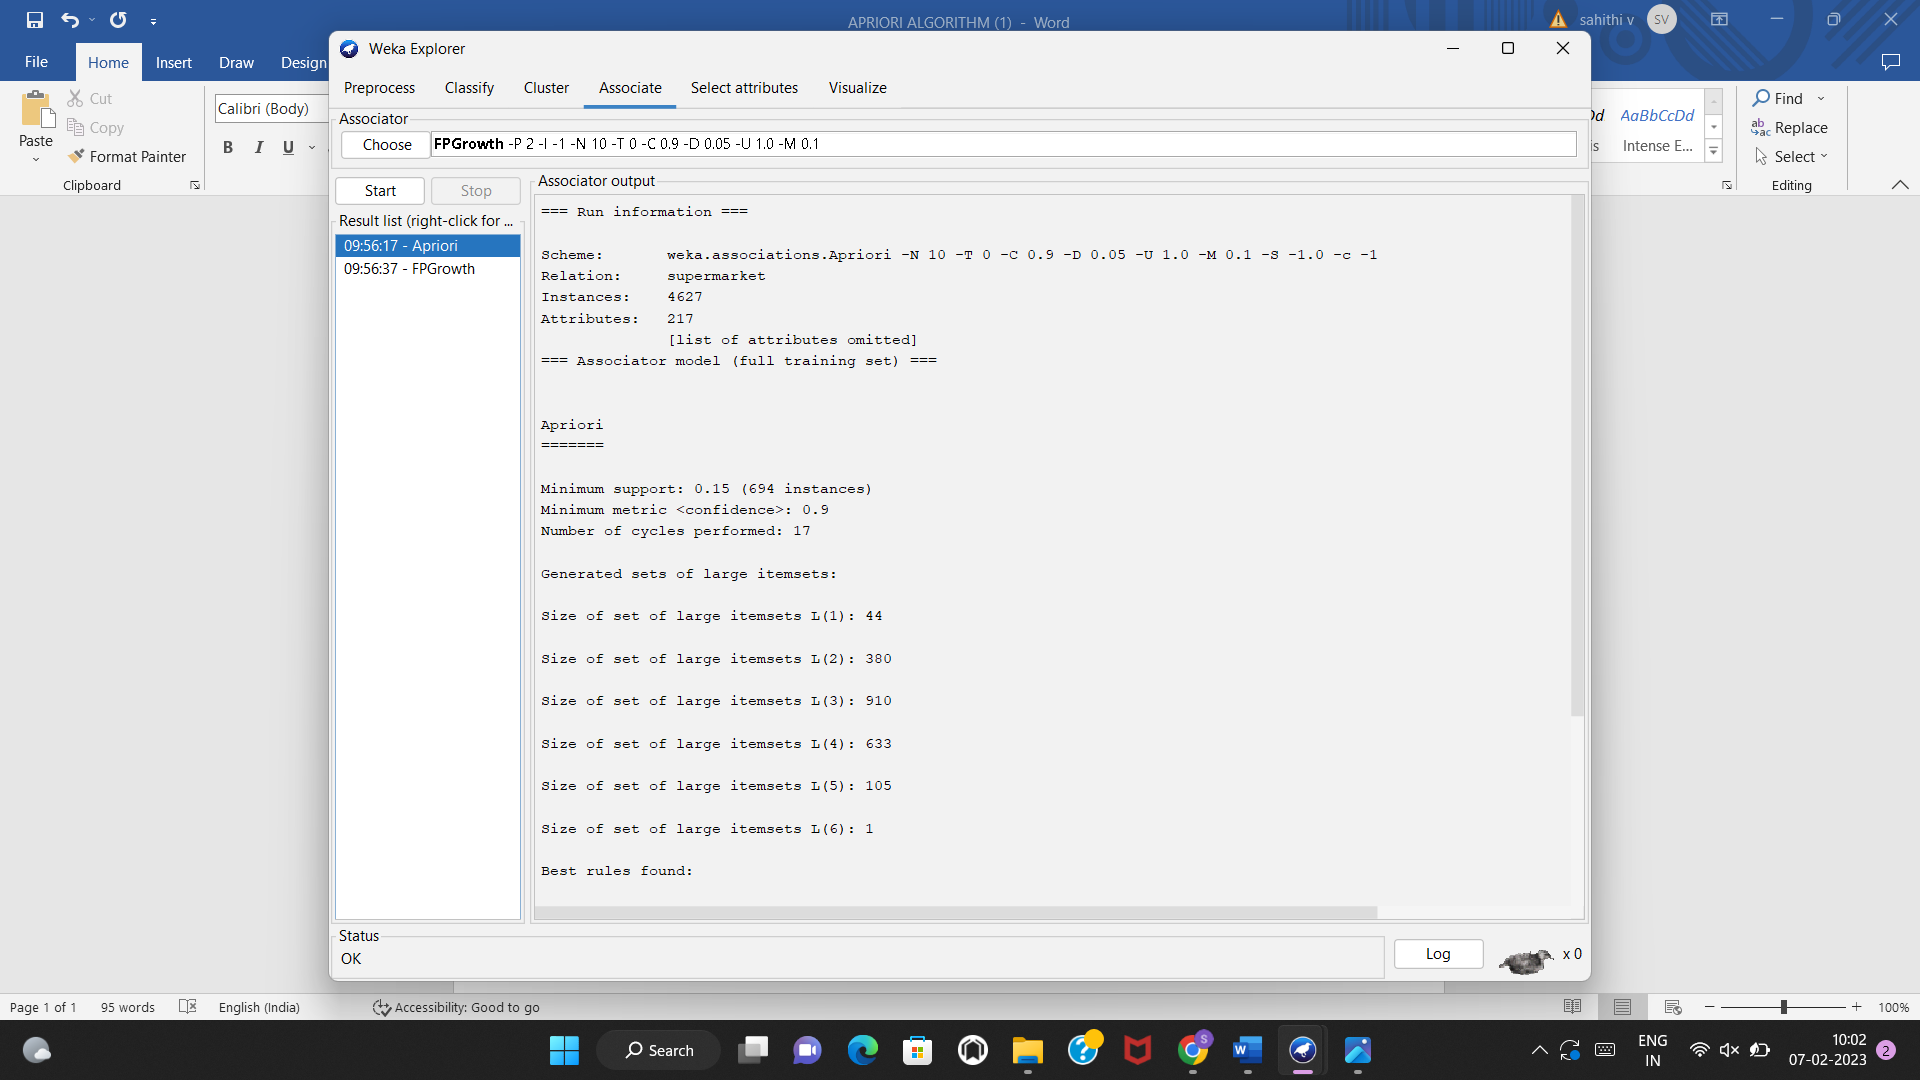 APRIORI ALGORITHM (1) - Word
sahithi v
SV
File
Home
Insert
Draw
Design
Paste
Cut
Copy
Format Painter
Clipboard
Calibri (Body)
B I U
AaBbCcDd
Intense E...
Find
Replace
Select
Editing
Weka Explorer
Preprocess
Classify
Cluster
Associate
Select attributes
Visualize
Associator
Choose
FPGrowth -P 2 -I -1 -N 10 -T 0 -C 0.9 -D 0.05 -U 1.0 -M 0.1
Start
Stop
Result list (right-click for ...
09:56:17 - Apriori
09:56:37 - FPGrowth
Associator output
=== Run information ===
Scheme: weka.associations.Apriori -N 10 -T 0 -C 0.9 -D 0.05 -U 1.0 -M 0.1 -S -1.0 -c -1
Relation: supermarket
Instances: 4627
Attributes: 217
[list of attributes omitted]
=== Associator model (full training set) ===
Apriori
=======
Minimum support: 0.15 (694 instances)
Minimum metric <confidence>: 0.9
Number of cycles performed: 17
Generated sets of large itemsets:
Size of set of large itemsets L(1): 44
Size of set of large itemsets L(2): 380
Size of set of large itemsets L(3): 910
Size of set of large itemsets L(4): 633
Size of set of large itemsets L(5): 105
Size of set of large itemsets L(6): 1
Best rules found:
Status
OK
Log
x 0
Page 1 of 1
95 words
English (India)
Accessibility: Good to go
100%
Search
ENG
IN
10:02
07-02-2023
2